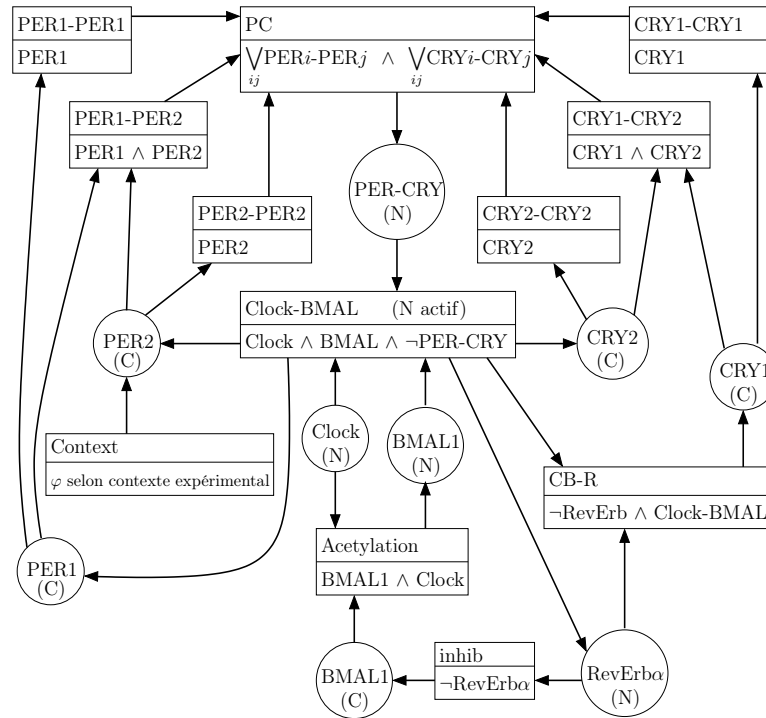 PER1-PER1
PER1
PC
⋁ij PERi-PERj ∧ ⋁ij CRYi-CRYj
CRY1-CRY1
CRY1
PER1-PER2
PER1 ∧ PER2
CRY1-CRY2
CRY1 ∧ CRY2
PER-CRY
(N)
PER2-PER2
PER2
CRY2-CRY2
CRY2
Clock-BMAL (N actif)
Clock ∧ BMAL ∧ ¬PER-CRY
PER2
(C)
CRY2
(C)
CRY1
(C)
Context
φ selon contexte expérimental
Clock
(N)
BMAL1
(N)
CB-R
¬RevErb ∧ Clock-BMAL
PER1
(C)
Acetylation
BMAL1 ∧ Clock
BMAL1
(C)
inhib
¬RevErbα
RevErbα
(N)